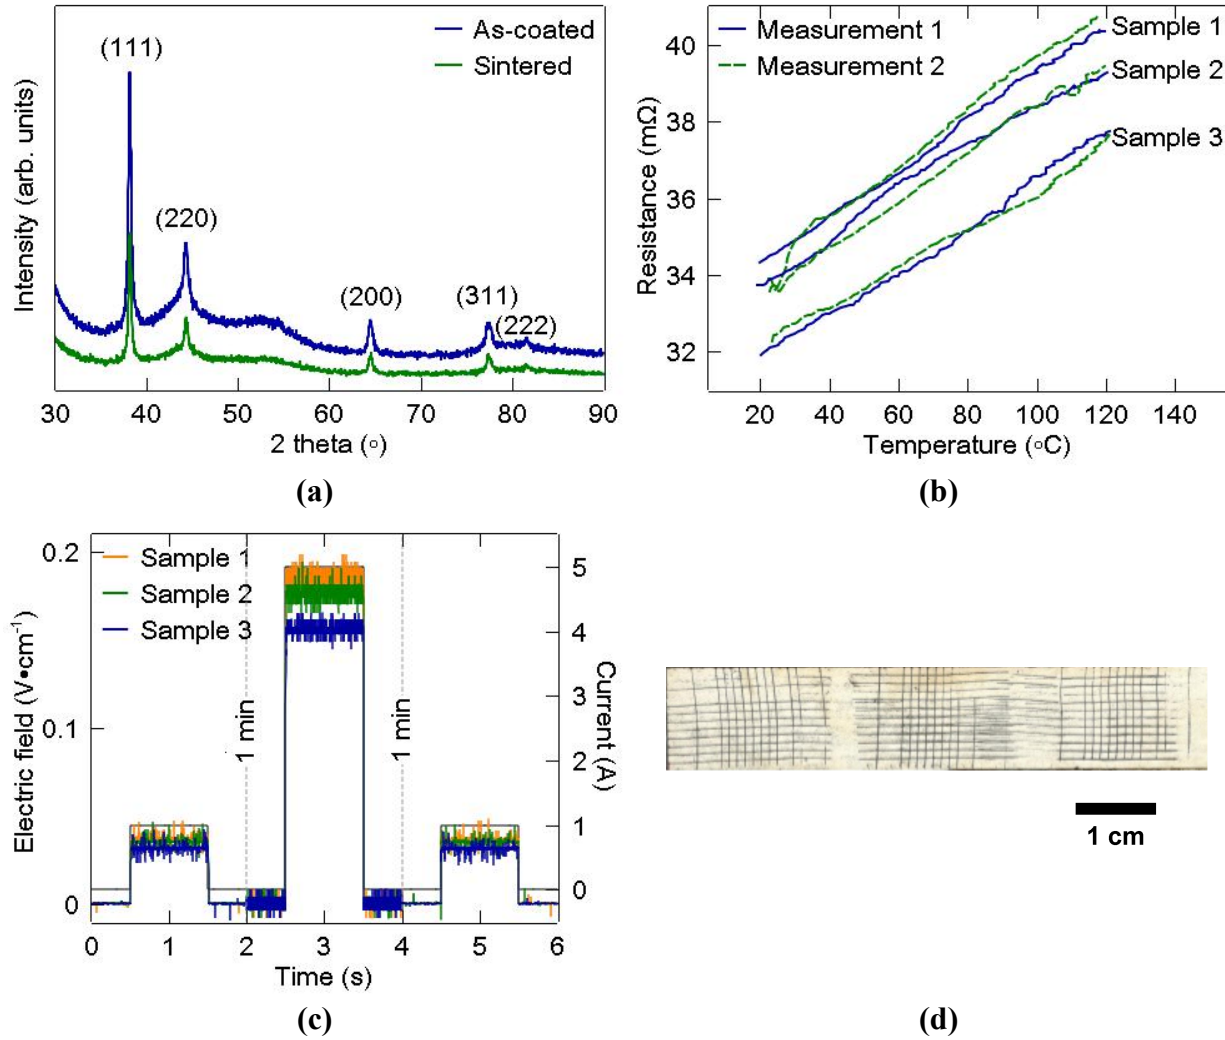 As-coated
Sintered
(111)
(220)
(200)
(311)
(222)
Intensity (arb. units)
30 40 50 60 70 80 90
2 theta (○)
(a)
Measurement 1
Measurement 2
Sample 1
Sample 2
Sample 3
40
38
36
34
32
Resistance (mΩ)
20 40 60 80 100 120 140
Temperature (○C)
(b)
Sample 1
Sample 2
Sample 3
0.2
0.1
0
Electric field (V•cm⁻¹)
1 min
1 min
5
4
3
2
1
0
Current (A)
0 1 2 3 4 5 6
Time (s)
(c)
1 cm
(d)